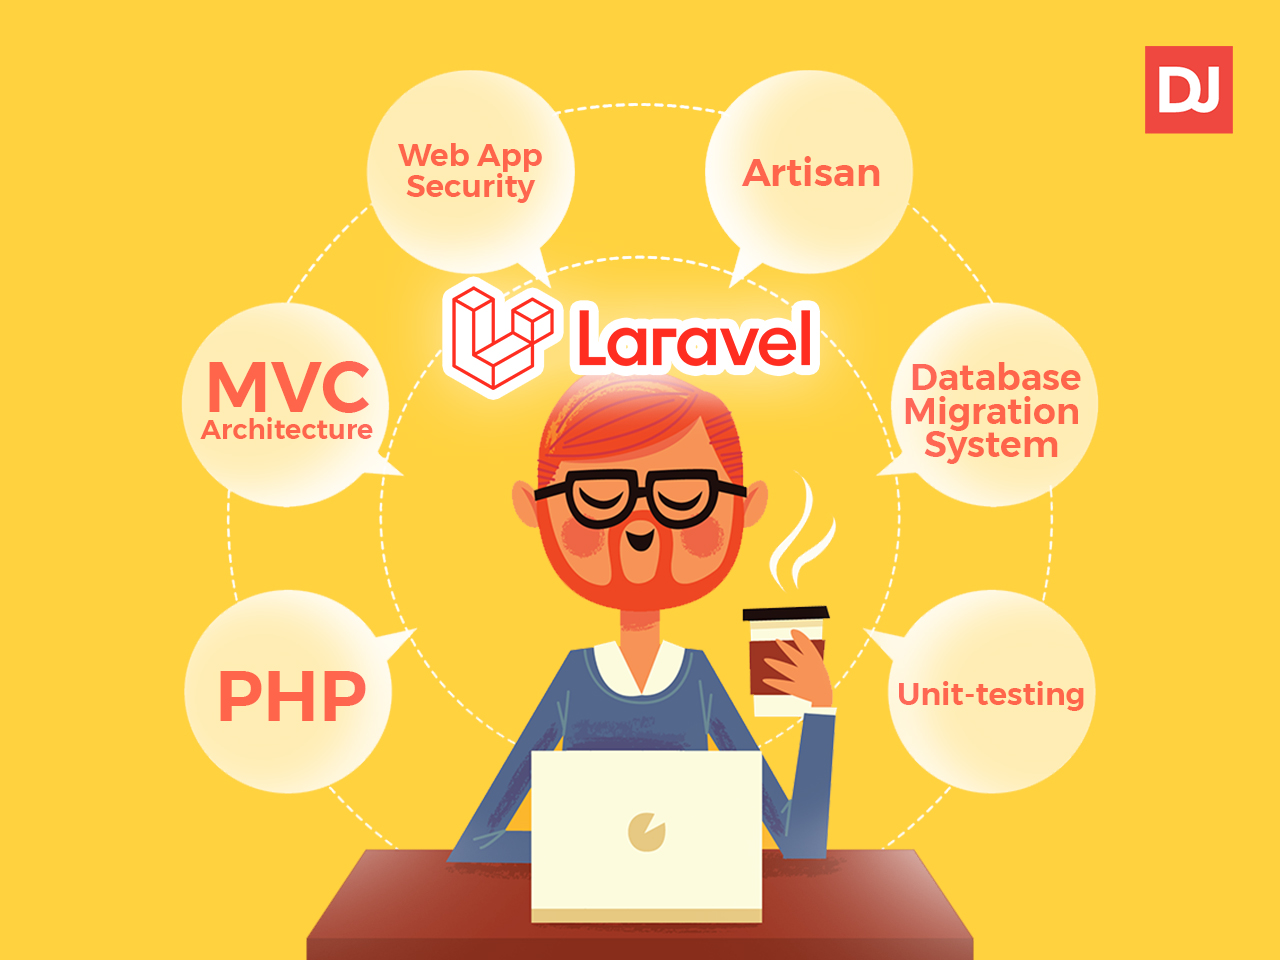 DJ
Web App
Security
Artisan
Laravel
MVC
Architecture
Database
Migration
System
PHP
Unit-testing